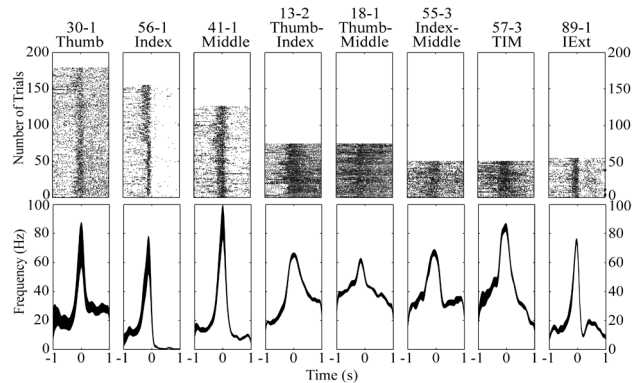 30-1 56-1 41-1 13-2 18-1 55-3 57-3 89-1
Thumb Index Middle Thumb- Thumb- Index- TIM IExt
Index Middle Middle
200 200
150 150
100 100
50 50
0 0
Number of Trials
100 100
80 80
60 60
40 40
20 20
0 0
Frequency (Hz)
-1 0 1 -1 0 1 -1 0 1 -1 0 1 -1 0 1 -1 0 1 -1 0 1 -1 0 1
Time (s)